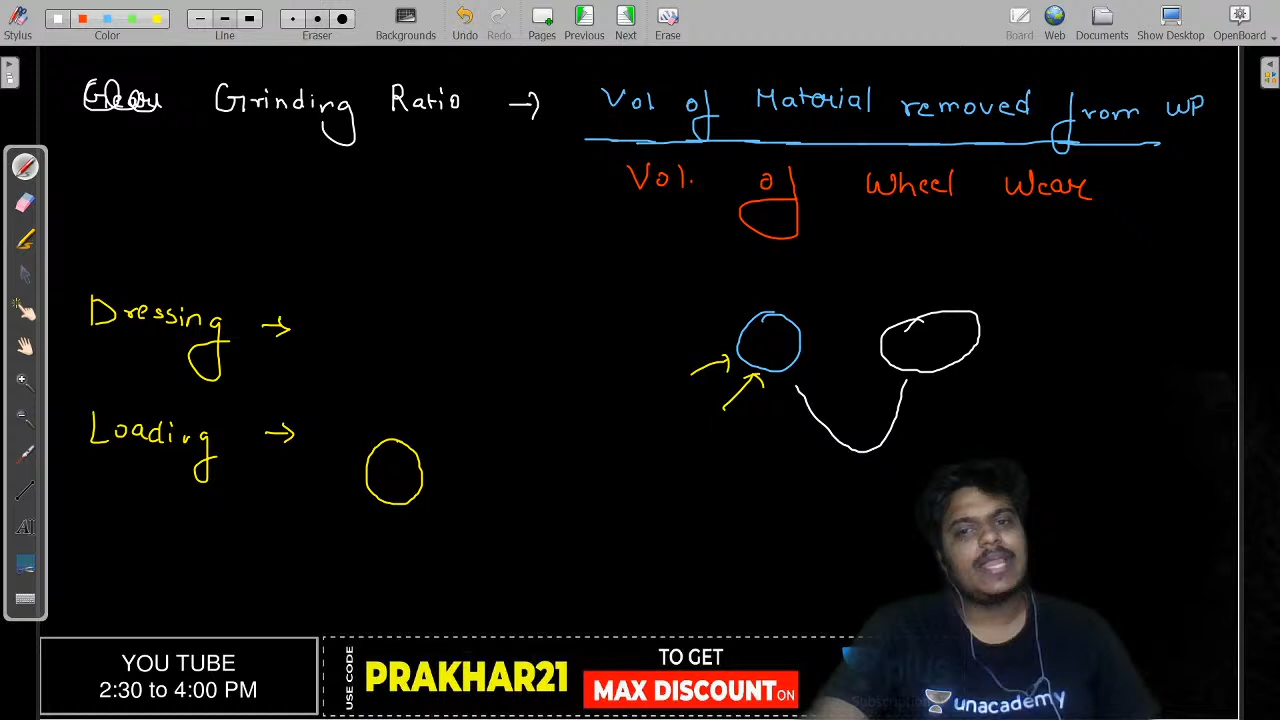 Stylus Color Line Eraser Backgrounds Undo Redo Pages Previous Next Erase Board Web Documents Show Desktop OpenBoard
Grinding Ratio → Vol of Material removed from WP
Vol. of Wheel Wear
Dressing →
Loading →
YOU TUBE
2:30 to 4:00 PM
USE CODE
PRAKHAR21
TO GET
MAX DISCOUNT ON
plus
Subscription
unacademy